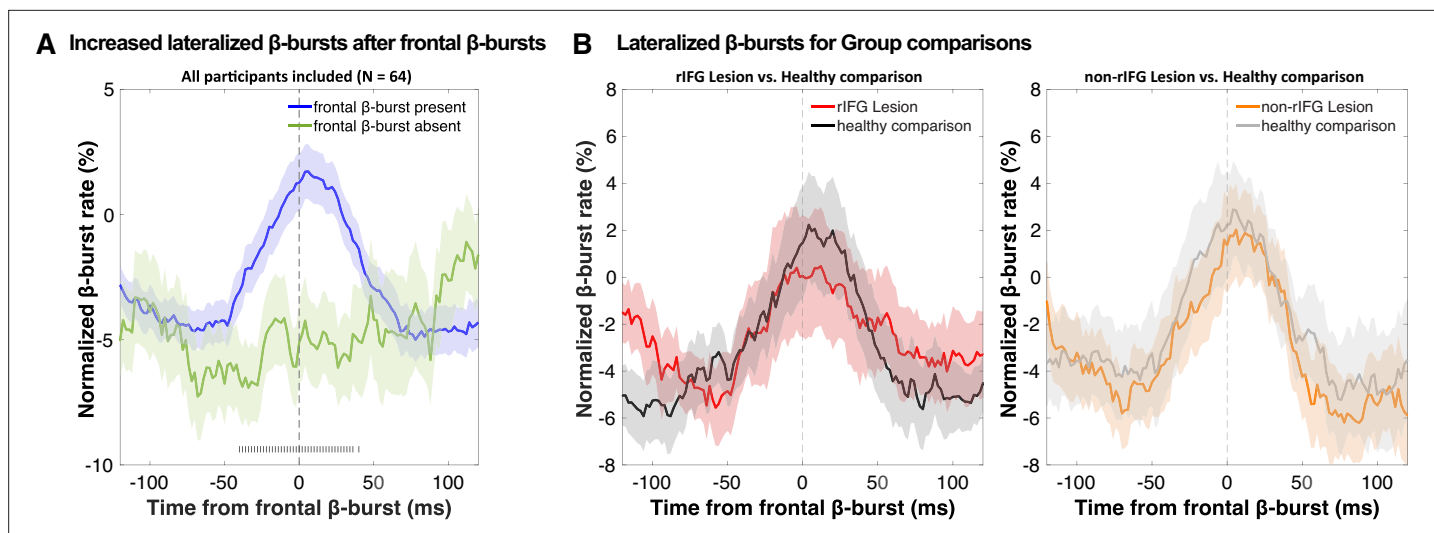 A Increased lateralized β-bursts after frontal β-bursts
All participants included (N = 64)
frontal β-burst present
frontal β-burst absent
Normalized β-burst rate (%)
5
0
-5
-10
-100 -50 0 50 100
Time from frontal β-burst (ms)
B Lateralized β-bursts for Group comparisons
rIFG Lesion vs. Healthy comparison
rIFG Lesion
healthy comparison
Normalized β-burst rate (%)
8
6
4
2
0
-2
-4
-6
-8
-100 -50 0 50 100
Time from frontal β-burst (ms)
non-rIFG Lesion vs. Healthy comparison
non-rIFG Lesion
healthy comparison
Normalized β-burst rate (%)
8
6
4
2
0
-2
-4
-6
-8
-100 -50 0 50 100
Time from frontal β-burst (ms)